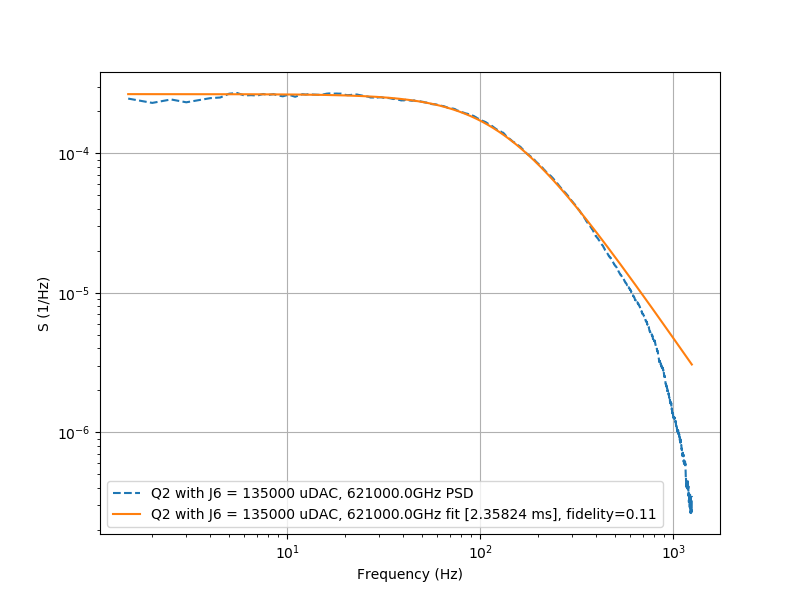 S (1/Hz)
10⁻⁴
10⁻⁵
10⁻⁶
Q2 with J6 = 135000 uDAC, 621000.0GHz PSD
Q2 with J6 = 135000 uDAC, 621000.0GHz fit [2.35824 ms], fidelity=0.11
10¹ 10² 10³
Frequency (Hz)